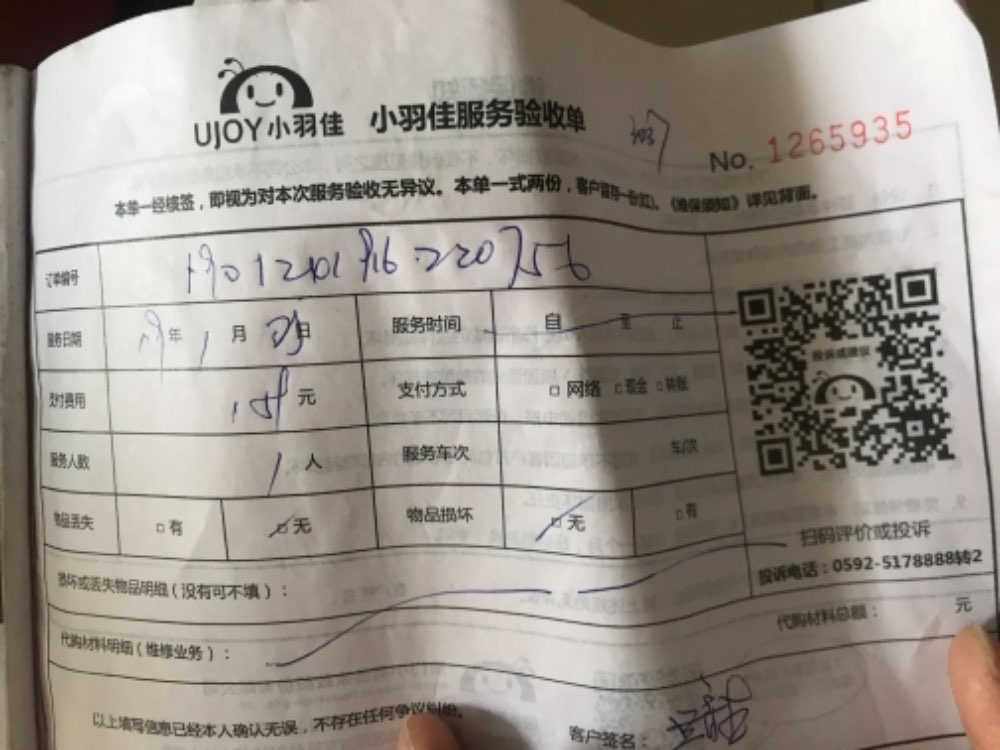 UJOY小羽佳 小羽佳服务验收单
No. 1265935
本单一经核签，即视为对本次服务验收无异议。本单一式两份，客户留存一份(红)。《维保须知》详见背面。
订单编号
服务日期 年 1 月 日 服务时间 自 至 止
支付费用 元 支付方式 □网络 □现金 □转账
服务人数 1 人 服务车次 车次
物品丢失 □有 □无 物品损坏 □无 □有
投诉或建议
扫码评价或投诉
投诉电话：0592-5178888转2
损坏或丢失物品明细（没有可不填）：
代购材料明细（维修业务）： 代购材料总额： 元
以上填写信息已经本人确认无误，不存在任何争议纠纷。
客户签名：